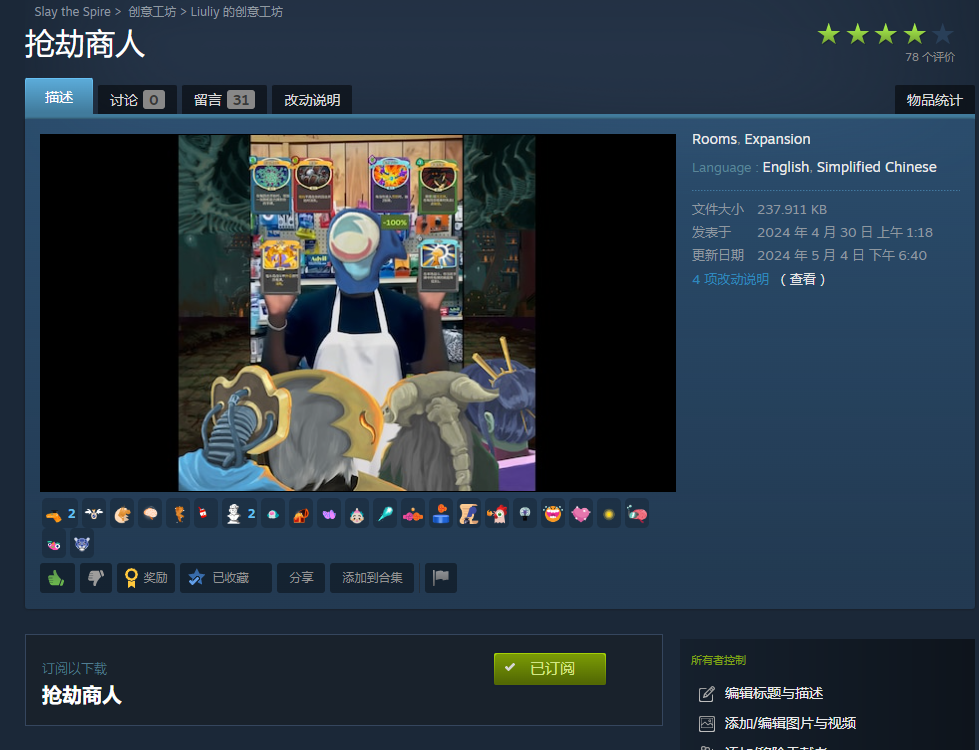 Slay the Spire > 创意工坊 > Liuliy 的创意工坊
抢劫商人
78 个评价
描述 讨论 0 留言 31 改动说明 物品统计
Rooms, Expansion
Language : English, Simplified Chinese
文件大小 237.911 KB
发表于 2024 年 4 月 30 日 上午 1:18
更新日期 2024 年 5 月 4 日 下午 6:40
4 项改动说明 ( 查看 )
-100%
Advil
2 2
奖励 已收藏 分享 添加到合集
订阅以下载
抢劫商人
已订阅
所有者控制
编辑标题与描述
添加/编辑图片与视频